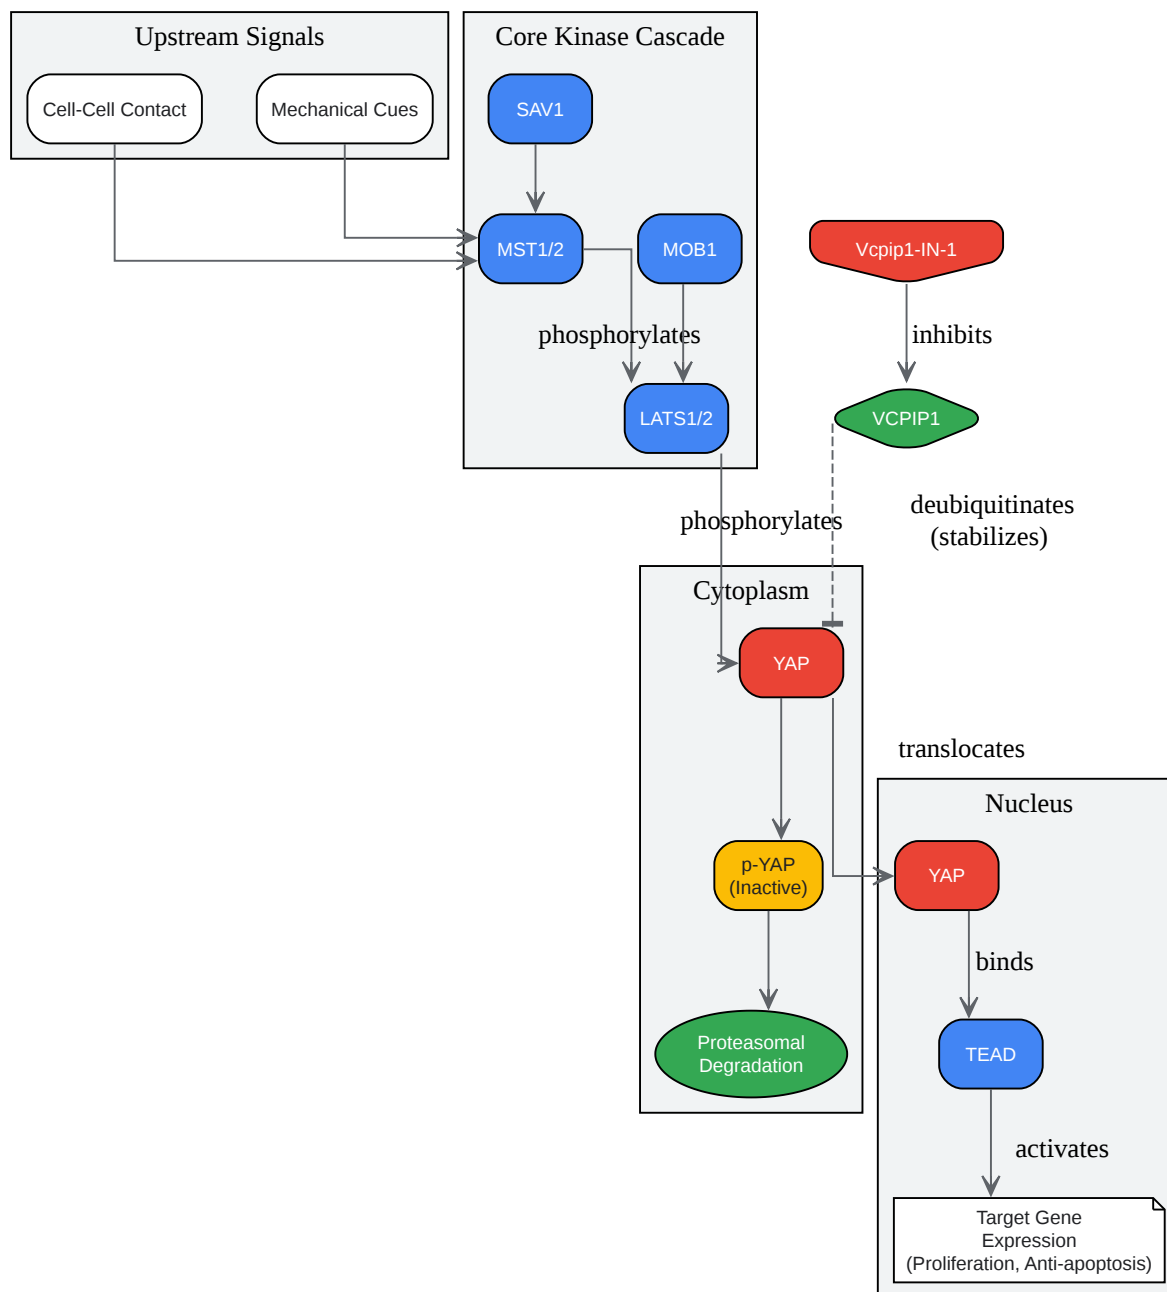 Upstream Signals
Cell-Cell Contact
Mechanical Cues
Core Kinase Cascade
SAV1
MST1/2
MOB1
phosphorylates
LATS1/2
Vcpip1-IN-1
inhibits
VCPIP1
phosphorylates
deubiquitinates
(stabilizes)
Cytoplasm
YAP
p-YAP
(Inactive)
Proteasomal
Degradation
translocates
Nucleus
YAP
binds
TEAD
activates
Target Gene
Expression
(Proliferation, Anti-apoptosis)